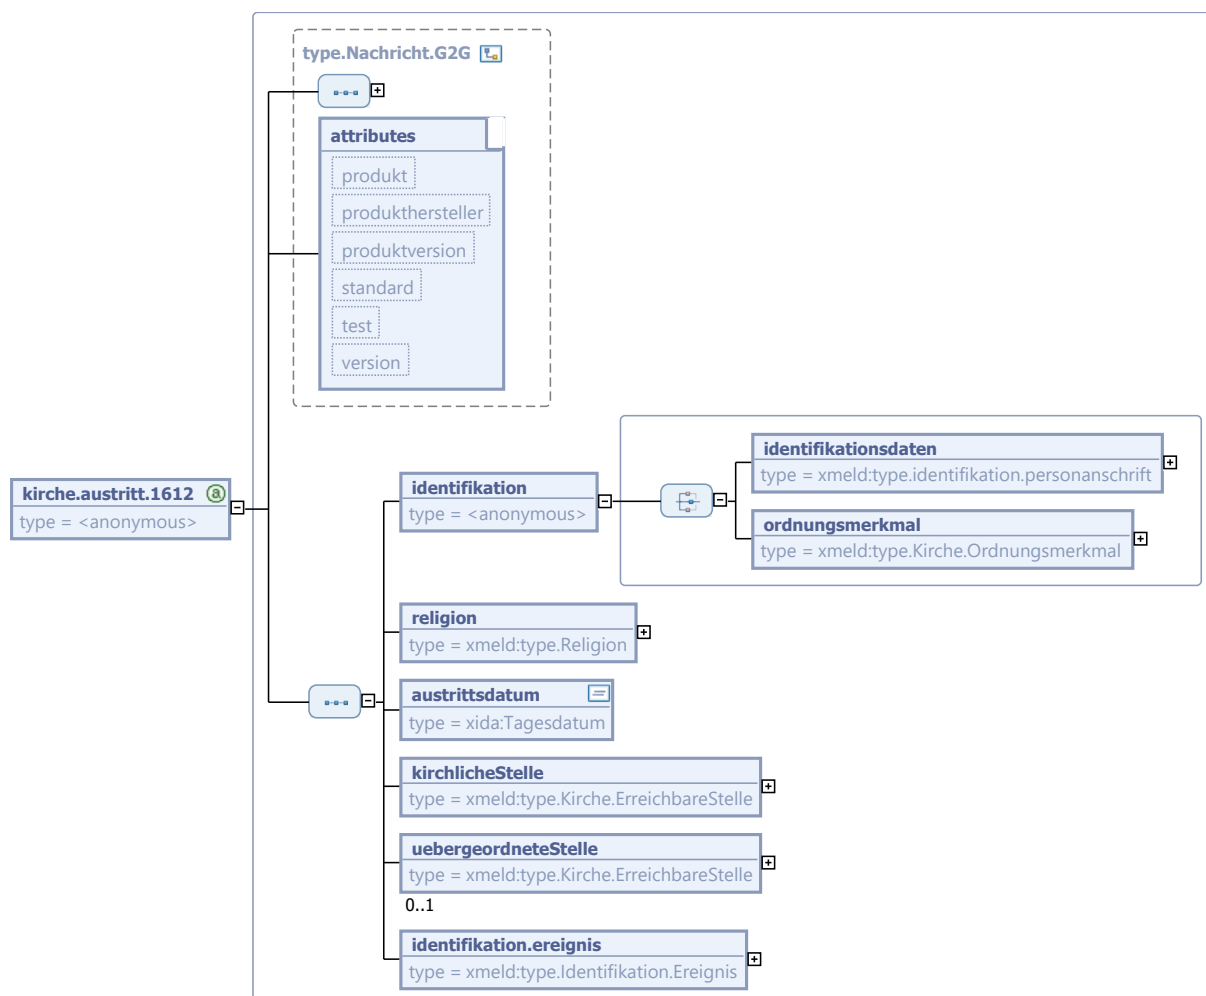 type.Nachricht.G2G
attributes
produkt
produkthersteller
produktversion
standard
test
version
kirche.austritt.1612
type = <anonymous>
identifikation
type = <anonymous>
identifikationsdaten
type = xmeld:type.identifikation.personanschrift
ordnungsmerkmal
type = xmeld:type.Kirche.Ordnungsmerkmal
religion
type = xmeld:type.Religion
austrittsdatum
type = xida:Tagesdatum
kirchlicheStelle
type = xmeld:type.Kirche.ErreichbareStelle
uebergeordneteStelle
type = xmeld:type.Kirche.ErreichbareStelle
0..1
identifikation.ereignis
type = xmeld:type.Identifikation.Ereignis